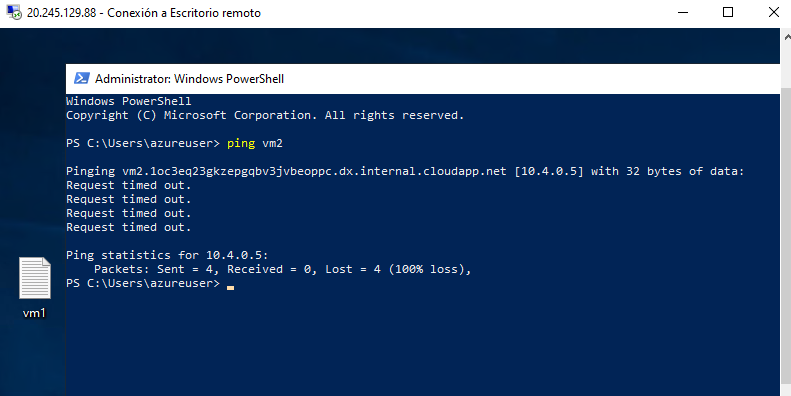 20.245.129.88 - Conexión a Escritorio remoto
Administrator: Windows PowerShell
Windows PowerShell
Copyright (C) Microsoft Corporation. All rights reserved.
PS C:\Users\azureuser> ping vm2
Pinging vm2.1oc3eq23gkzepgqbv3jvbeoppc.dx.internal.cloudapp.net [10.4.0.5] with 32 bytes of data:
Request timed out.
Request timed out.
Request timed out.
Request timed out.
Ping statistics for 10.4.0.5:
Packets: Sent = 4, Received = 0, Lost = 4 (100% loss),
PS C:\Users\azureuser>
vm1